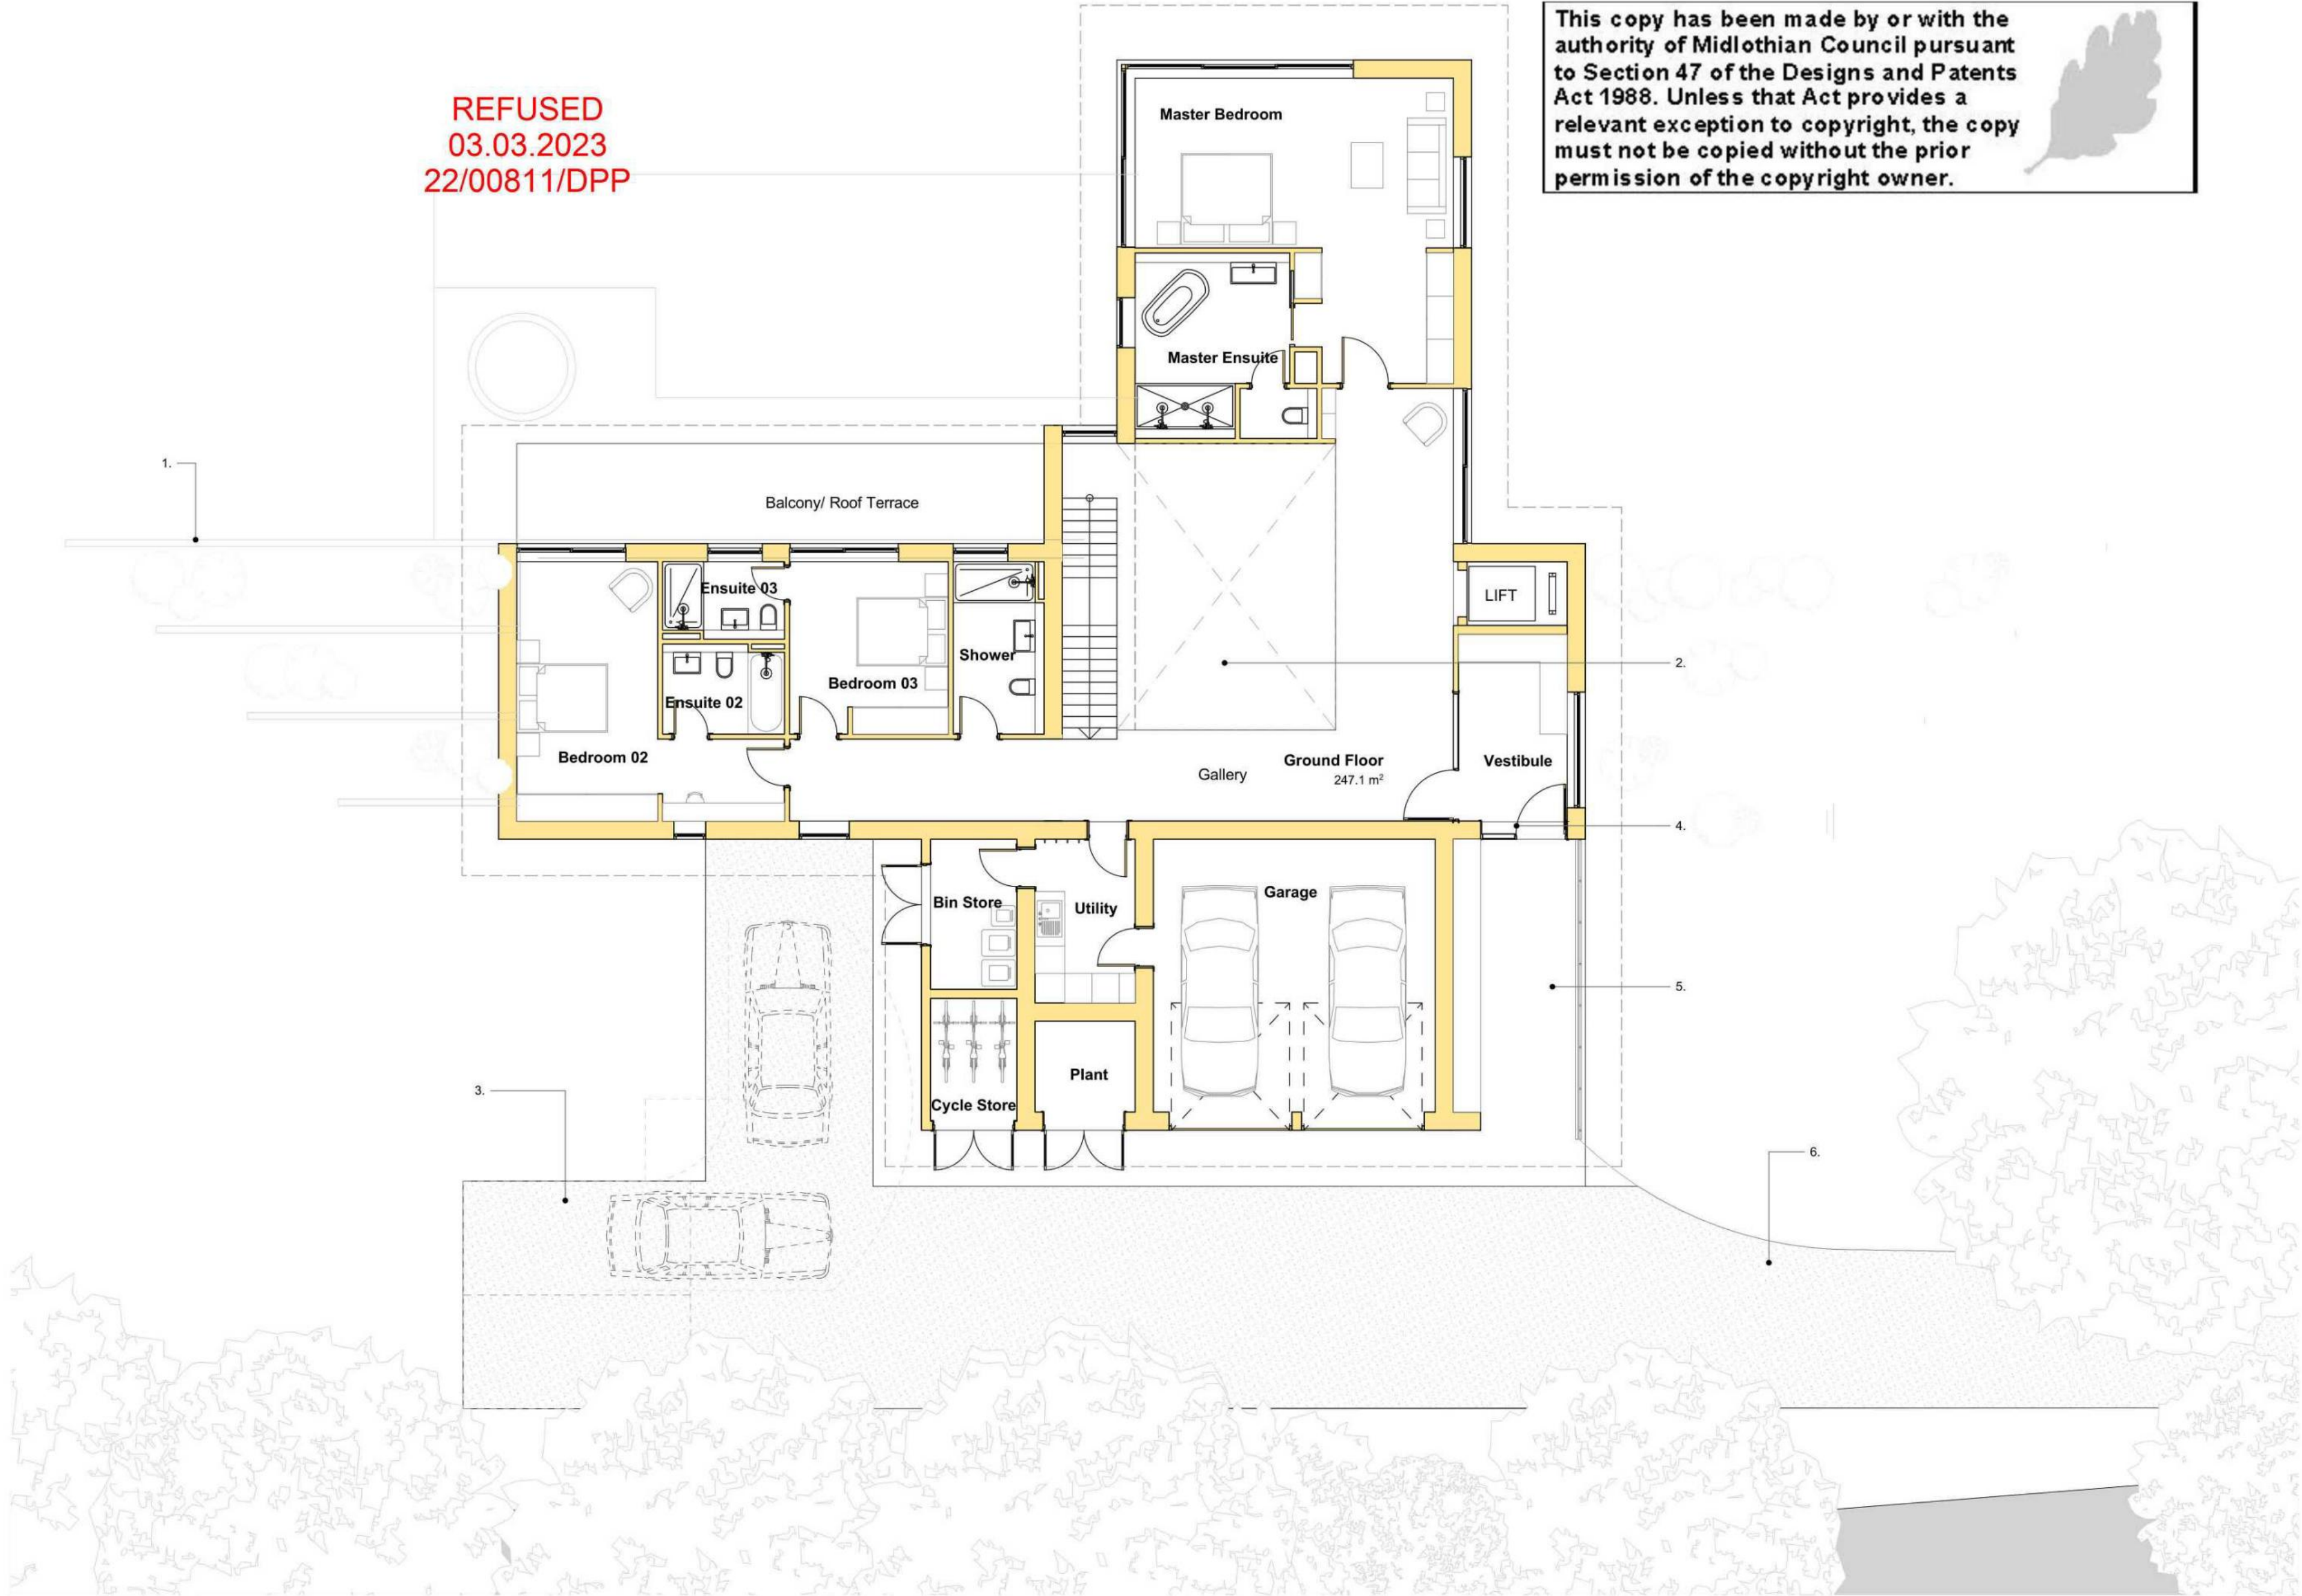 This copy has been made by or with the
authority of Midlothian Council pursuant
to Section 47 of the Designs and Patents
Act 1988. Unless that Act provides a
relevant exception to copyright, the copy
must not be copied without the prior
permission of the copyright owner.
REFUSED
03.03.2023
22/00811/DPP
Master Bedroom
Master Ensuite
1.
Balcony/ Roof Terrace
Ensuite 03
LIFT
Shower
2.
Bedroom 03
Ensuite 02
Bedroom 02
Ground Floor
247.1 m²
Vestibule
Gallery
4.
Garage
Bin Store
Utility
5.
Plant
3.
Cycle Store
6.